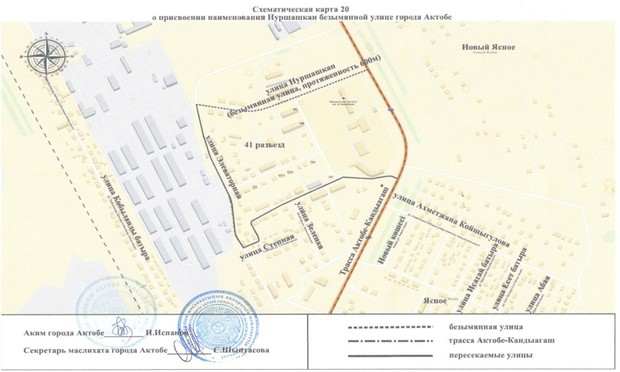 Схематическая карта 20
о присвоении наименования Нуршашкан безымянной улице города Актобе
Новый Ясное
улица Нуршашкан
(безымянная улица, протяженность 600м)
41 разъезд
улица Элеваторная
улица Кобыланды батыра
улица Зеленая
улица Степная
Трасса Актобе-Кандыагаш
улица Ахметжана Койшыгулова
Новый көшесі
улица Исатай батыра
улица Есет батыра
улица Абая
Ясное
Аким города Актобе И.Испанов
Секретарь маслихата города Актобе С.Шынтасова
безымянная улица
трасса Актобе-Кандыагаш
пересекаемые улицы